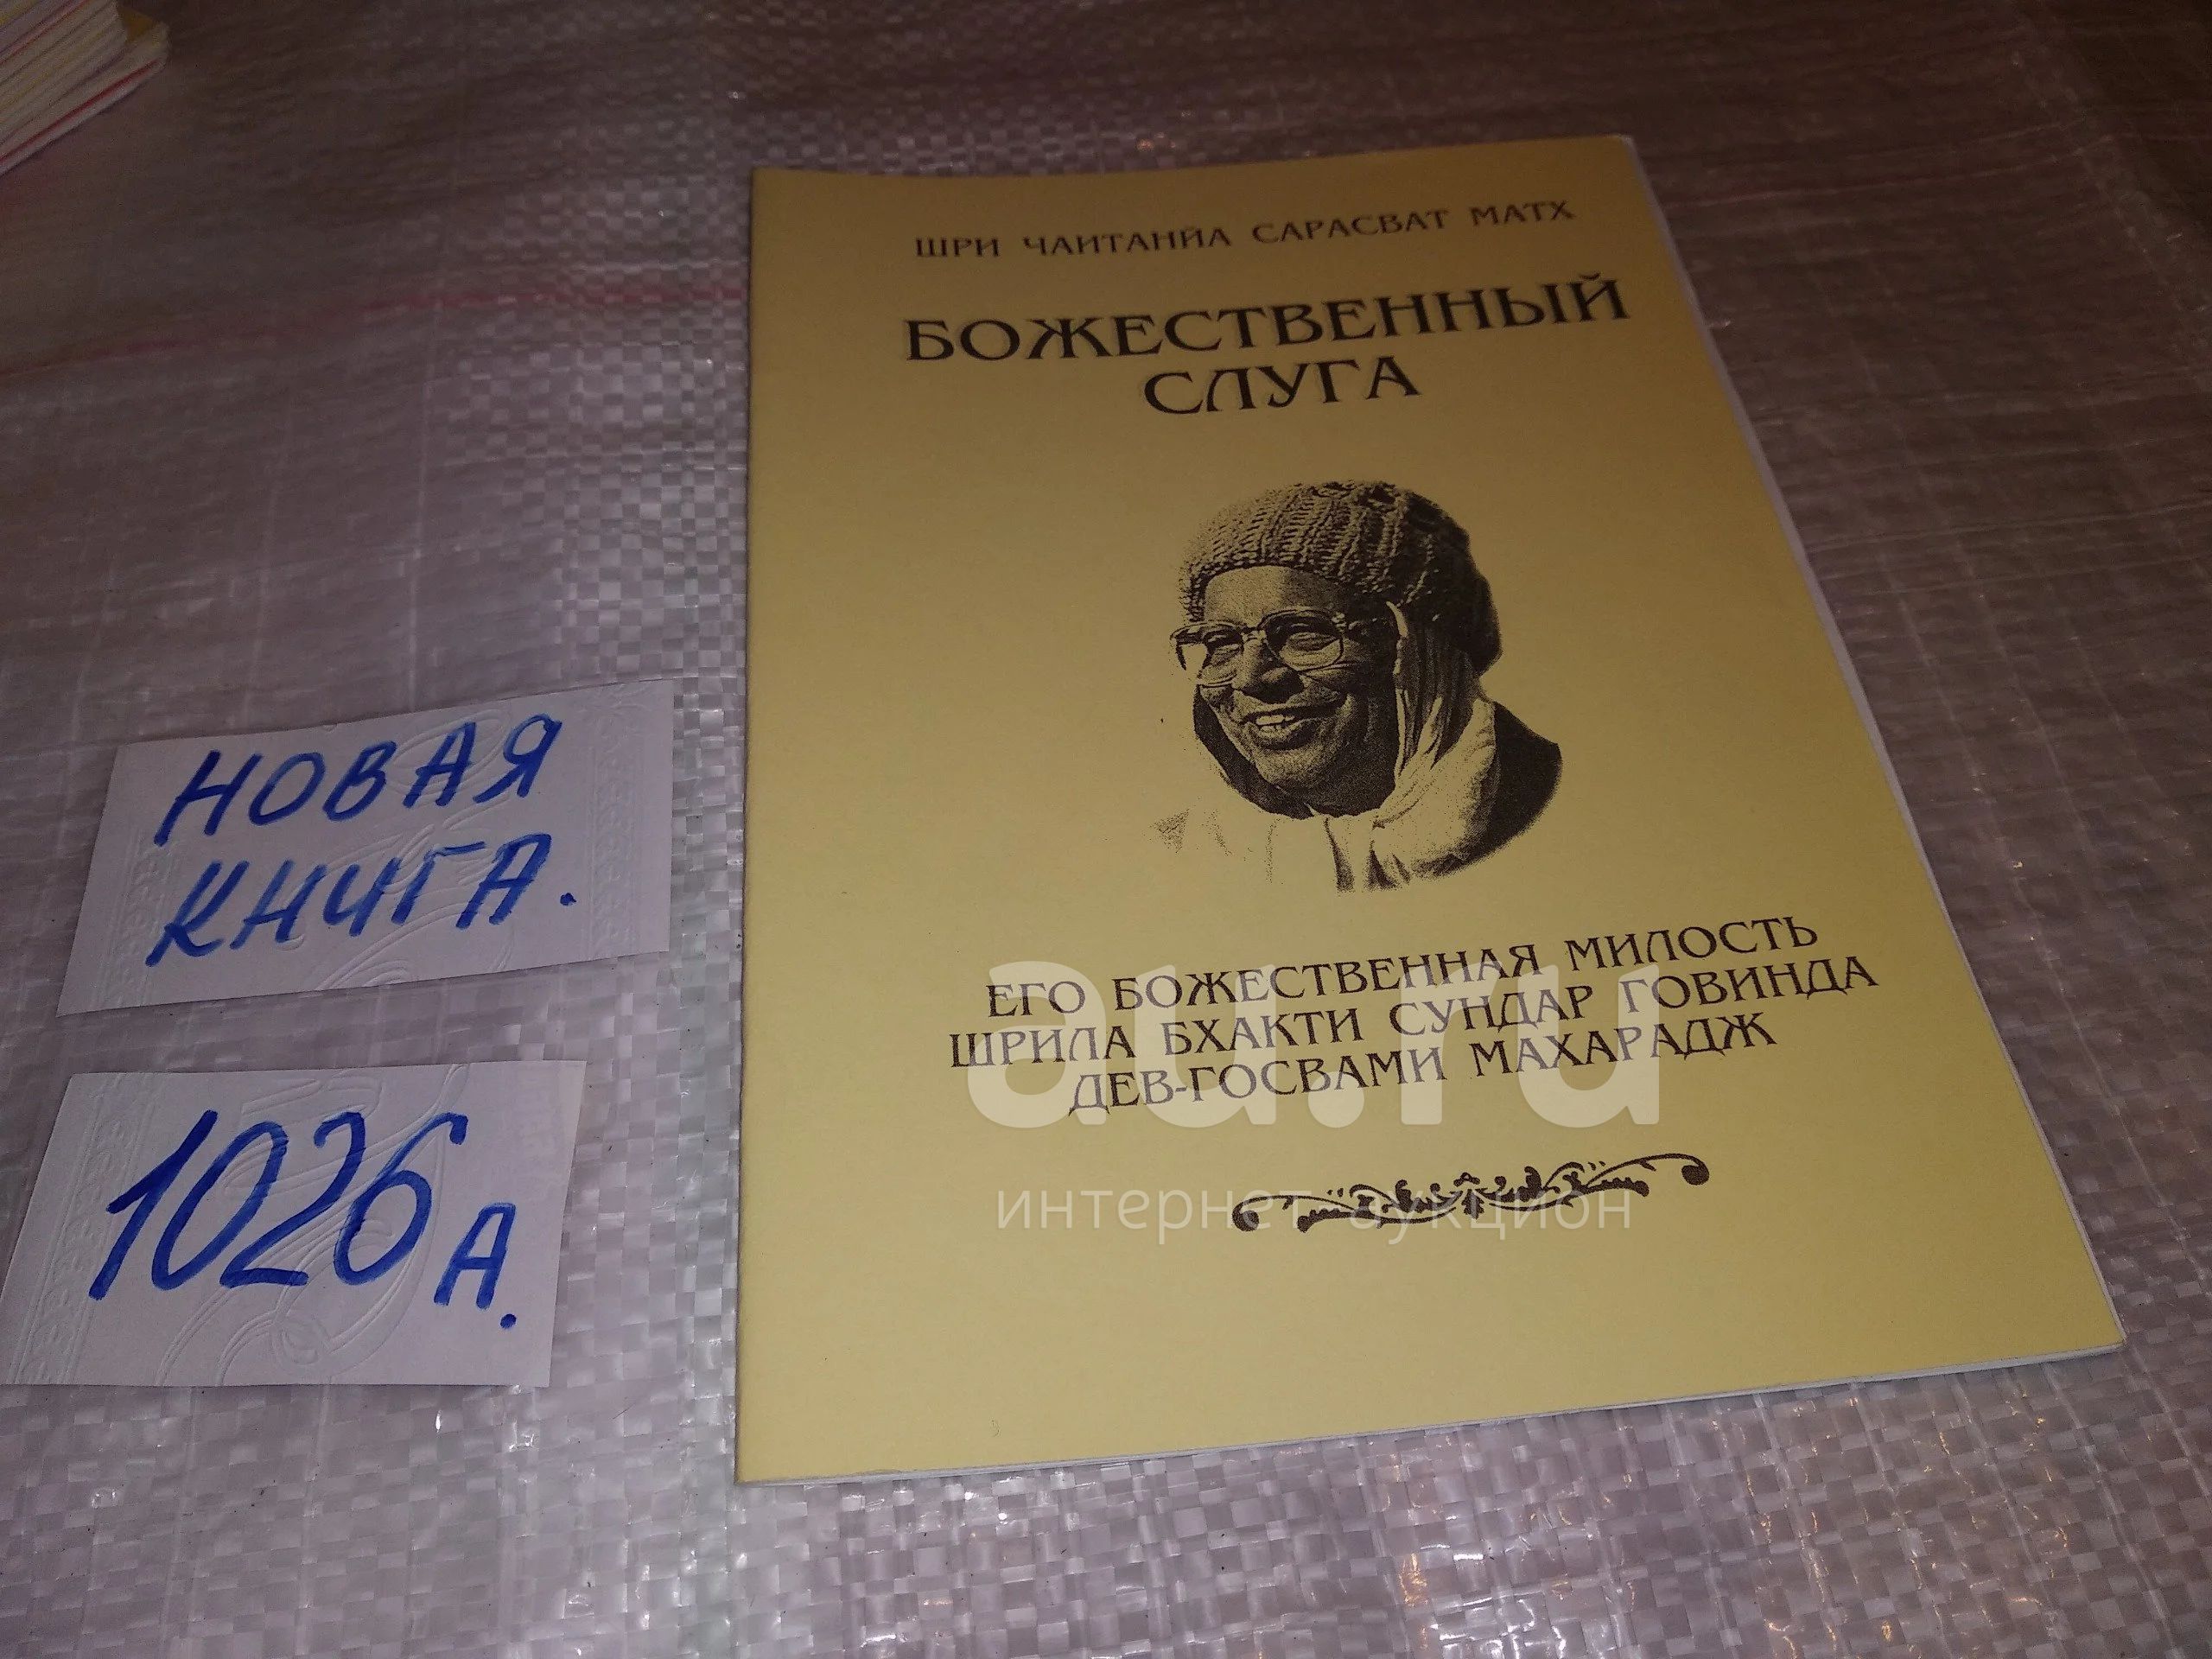 ШРИ ЧАИТАНЙА САРАСВАТ МАТХ
БОЖЕСТВЕННЫЙ
СЛУГА
ЕГО БОЖЕСТВЕННАЯ МИЛОСТЬ
ШРИЛА БХАКТИ СУНДАР ГОВИНДА
ДЕВ-ГОСВАМИ МАХАРАДЖ
НОВАЯ
КНИГА.
1026 А.
au.ru
интернет аукцион